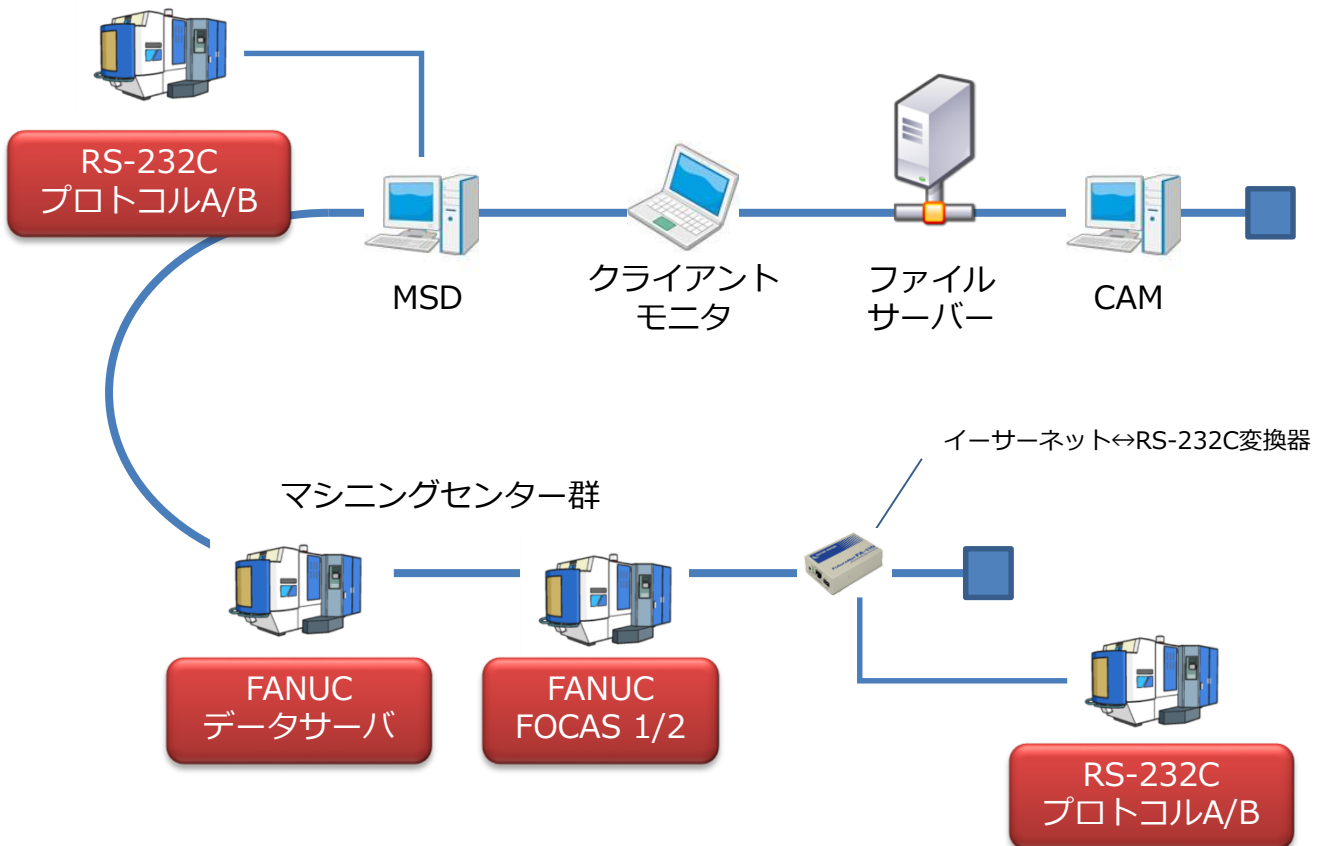 RS-232C
プロトコルA/B
MSD
クライアント
モニタ
ファイル
サーバー
CAM
イーサーネット↔RS-232C変換器
マシニングセンター群
FANUC
データサーバ
FANUC
FOCAS 1/2
RS-232C
プロトコルA/B